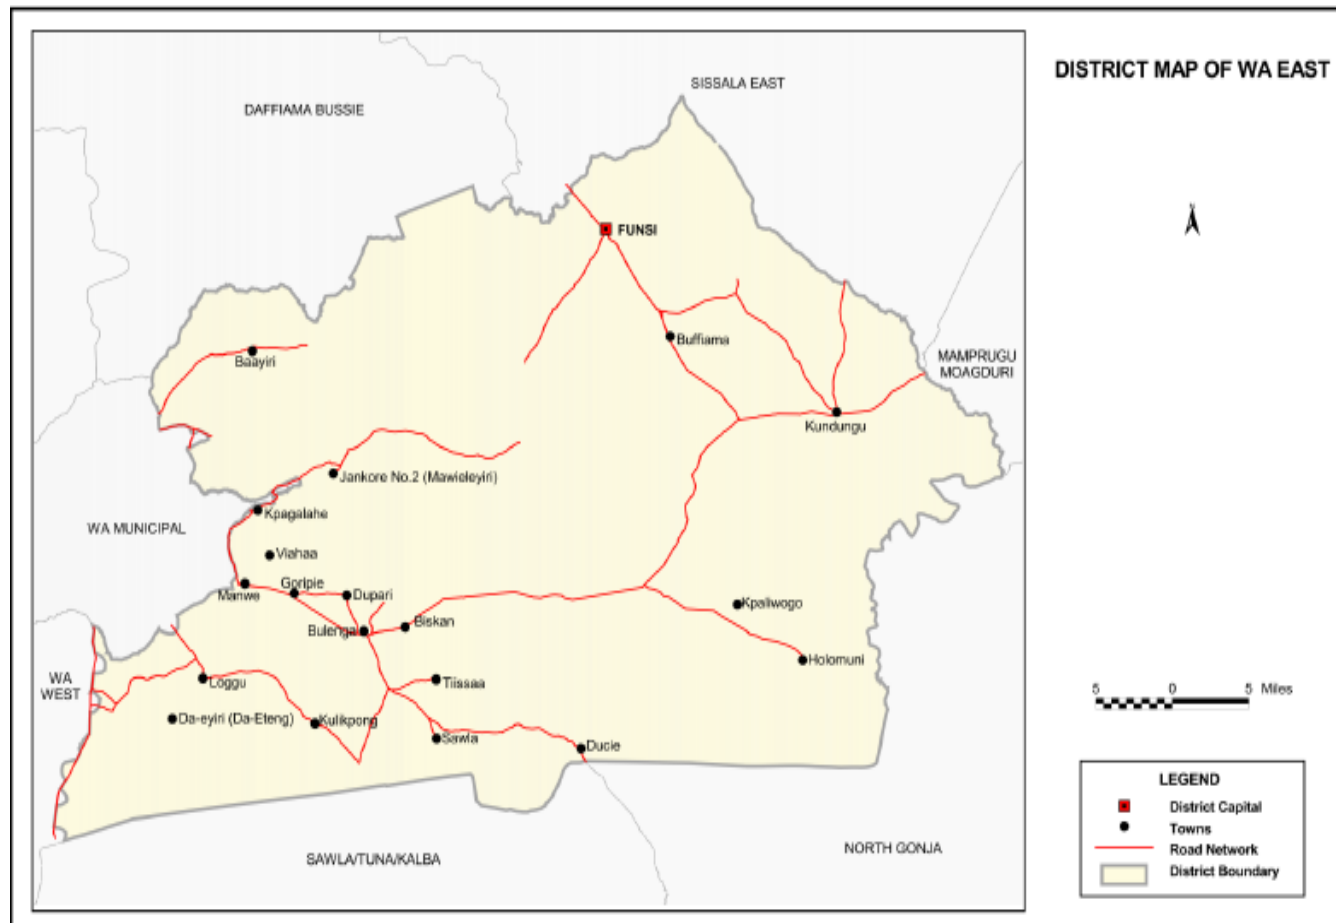 DISTRICT MAP OF WA EAST
SISSALA EAST
DAFFIAMA BUSSIE
N
FUNSI
Buffiama
MAMPRUGU
MOAGDURI
Baayiri
Kundungu
Jankore No.2 (Mawieleyiri)
Kpagalahe
WA MUNICIPAL
Viahaa
Goripie
Manwe
Dupari
Kpaliwogo
Biskan
Bulenga
Holomuni
WA
WEST
Loggu
Tiissaa
5 0 5 Miles
Da-eyiri (Da-Eteng)
Kulikpong
Sawla
Ducie
LEGEND
District Capital
Towns
Road Network
District Boundary
NORTH GONJA
SAWLA/TUNA/KALBA